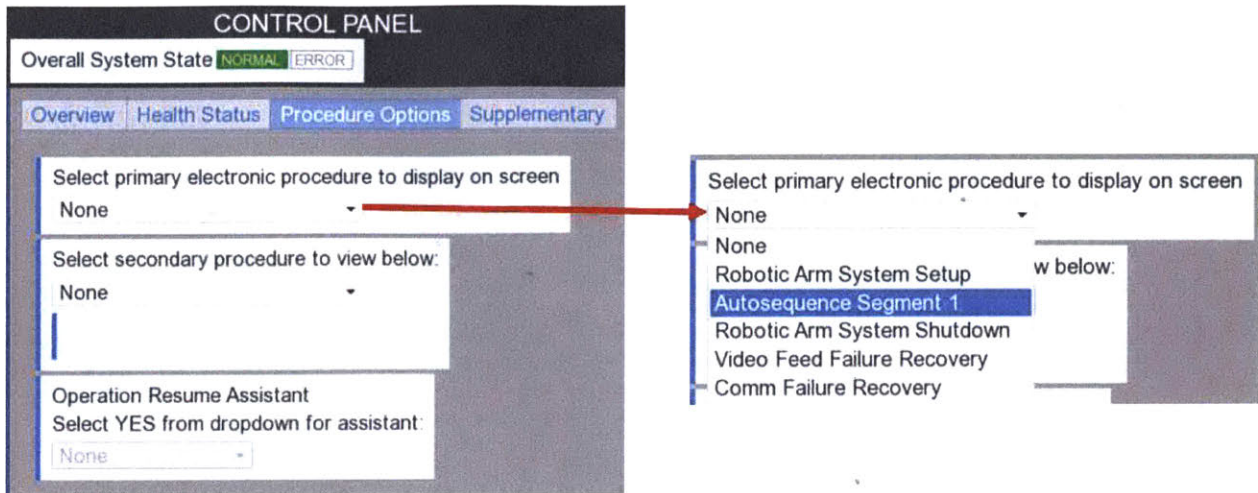 CONTROL PANEL
Overall System State NORMAL ERROR
Overview Health Status Procedure Options Supplementary
Select primary electronic procedure to display on screen
None
Select secondary procedure to view below:
None
Operation Resume Assistant
Select YES from dropdown for assistant:
None
Select primary electronic procedure to display on screen
None
None
w below:
Robotic Arm System Setup
Autosequence Segment 1
Robotic Arm System Shutdown
Video Feed Failure Recovery
Comm Failure Recovery